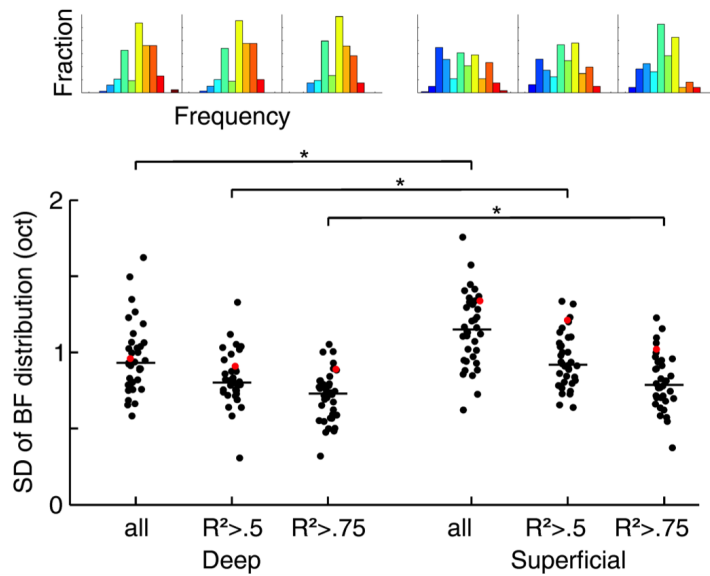 Fraction
Frequency
*
*
*
SD of BF distribution (oct)
2
1
0
all R²>.5 R²>.75 all R²>.5 R²>.75
Deep Superficial